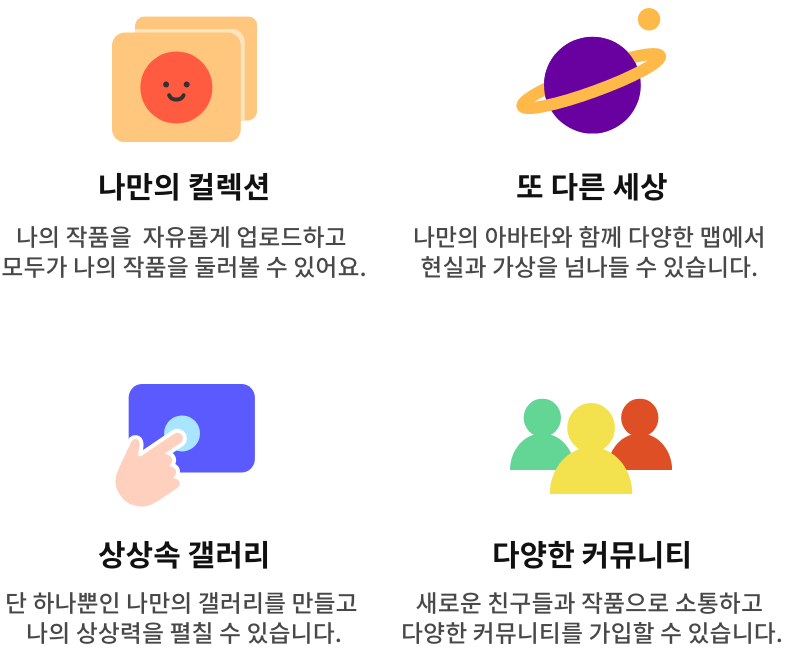 나만의 컬렉션
나의 작품을 자유롭게 업로드하고
모두가 나의 작품을 둘러볼 수 있어요.
또 다른 세상
나만의 아바타와 함께 다양한 맵에서
현실과 가상을 넘나들 수 있습니다.
상상속 갤러리
단 하나뿐인 나만의 갤러리를 만들고
나의 상상력을 펼칠 수 있습니다.
다양한 커뮤니티
새로운 친구들과 작품으로 소통하고
다양한 커뮤니티를 가입할 수 있습니다.